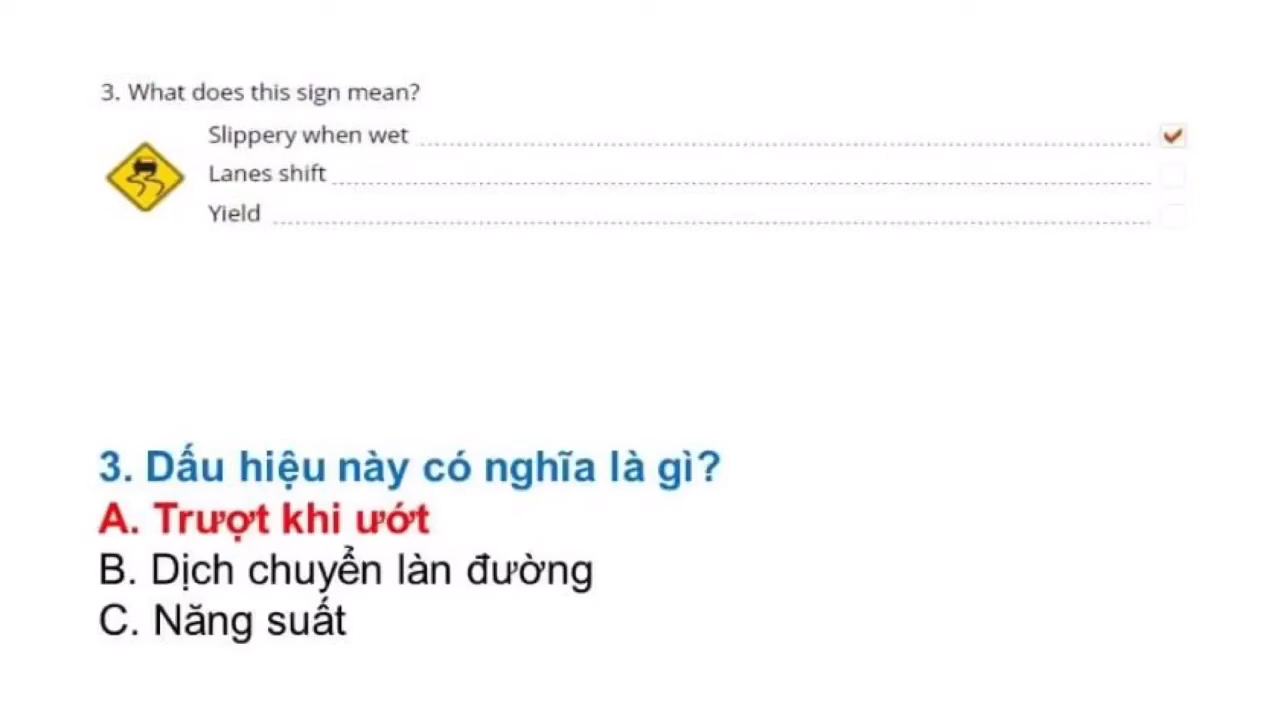 3. What does this sign mean?
Slippery when wet
Lanes shift
Yield
3. Dấu hiệu này có nghĩa là gì?
A. Trượt khi ướt
B. Dịch chuyển làn đường
C. Năng suất